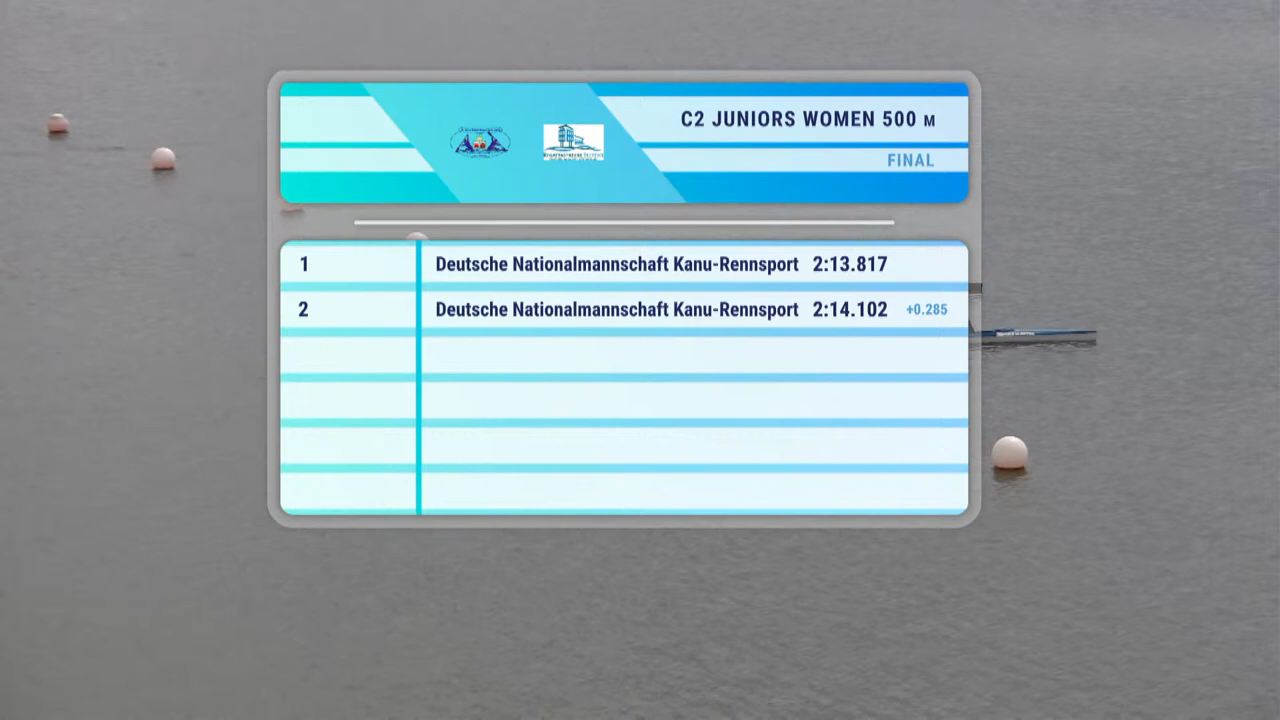 C2 JUNIORS WOMEN 500 M
FINAL
1 Deutsche Nationalmannschaft Kanu-Rennsport 2:13.817
2 Deutsche Nationalmannschaft Kanu-Rennsport 2:14.102 +0.285